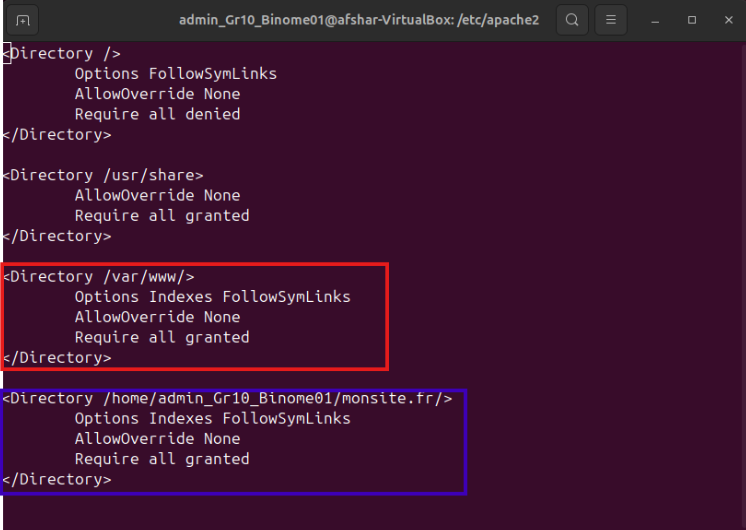 admin_Gr10_Binome01@afshar-VirtualBox: /etc/apache2
<Directory />
        Options FollowSymLinks
        AllowOverride None
        Require all denied
</Directory>

<Directory /usr/share>
        AllowOverride None
        Require all granted
</Directory>

<Directory /var/www/>
        Options Indexes FollowSymLinks
        AllowOverride None
        Require all granted
</Directory>

<Directory /home/admin_Gr10_Binome01/monsite.fr/>
        Options Indexes FollowSymLinks
        AllowOverride None
        Require all granted
</Directory>